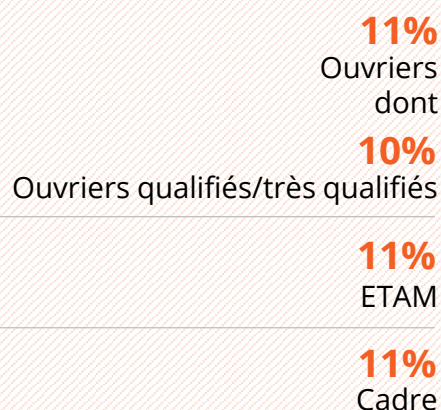 11%
Ouvriers
dont
10%
Ouvriers qualifiés/très qualifiés
11%
ETAM
11%
Cadre